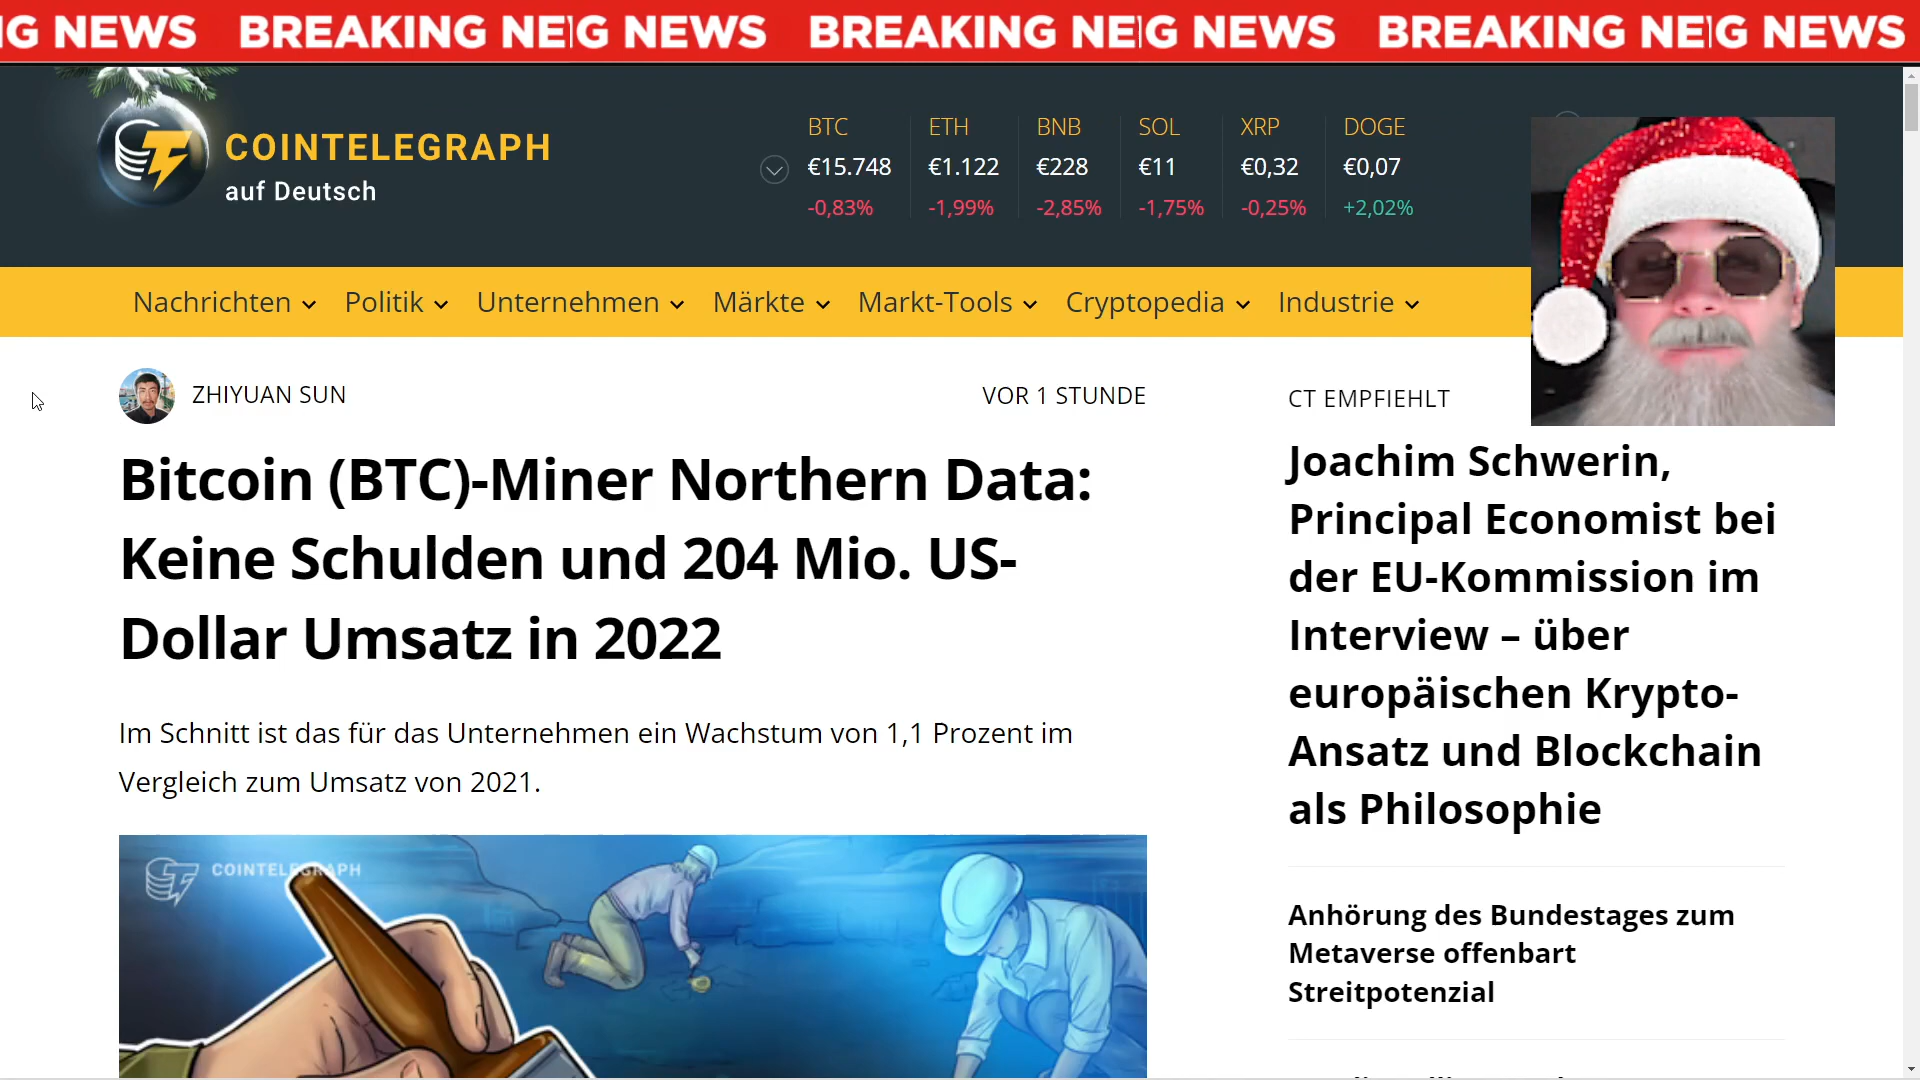 IG NEWS BREAKING NE IG NEWS BREAKING NE IG NEWS BREAKING NE IG NEWS
COINTELEGRAPH
auf Deutsch
BTC ETH BNB SOL XRP DOGE
€15.748 €1.122 €228 €11 €0,32 €0,07
-0,83% -1,99% -2,85% -1,75% -0,25% +2,02%
Nachrichten Politik Unternehmen Märkte Markt-Tools Cryptopedia Industrie
ZHIYUAN SUN
VOR 1 STUNDE
Bitcoin (BTC)-Miner Northern Data:
Keine Schulden und 204 Mio. US-
Dollar Umsatz in 2022
Im Schnitt ist das für das Unternehmen ein Wachstum von 1,1 Prozent im
Vergleich zum Umsatz von 2021.
COINTELEGRAPH
CT EMPFIEHLT
Joachim Schwerin,
Principal Economist bei
der EU-Kommission im
Interview – über
europäischen Krypto-
Ansatz und Blockchain
als Philosophie
Anhörung des Bundestages zum
Metaverse offenbart
Streitpotenzial